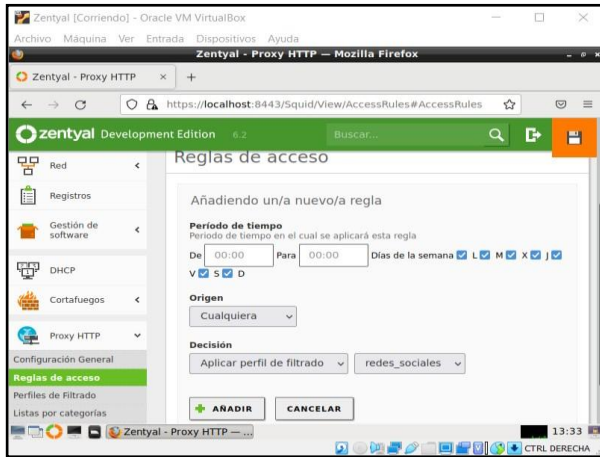 Zentyal [Corriendo] - Oracle VM VirtualBox
Archivo Máquina Ver Entrada Dispositivos Ayuda
Zentyal - Proxy HTTP — Mozilla Firefox
Zentyal - Proxy HTTP × +
https://localhost:8443/Squid/View/AccessRules#AccessRules
zentyal Development Edition 6.2 Buscar...
Reglas de acceso
Red
Registros
Gestión de
software
DHCP
Cortafuegos
Proxy HTTP
Configuración General
Reglas de acceso
Perfiles de Filtrado
Listas por categorías
Añadiendo un/a nuevo/a regla
Período de tiempo
Periodo de tiempo en el cual se aplicará esta regla
De 00:00 Para 00:00 Días de la semana L M X J
V S D
Origen
Cualquiera
Decisión
Aplicar perfil de filtrado redes_sociales
AÑADIR CANCELAR
Zentyal - Proxy HTTP — ... 13:33
CTRL DERECHA